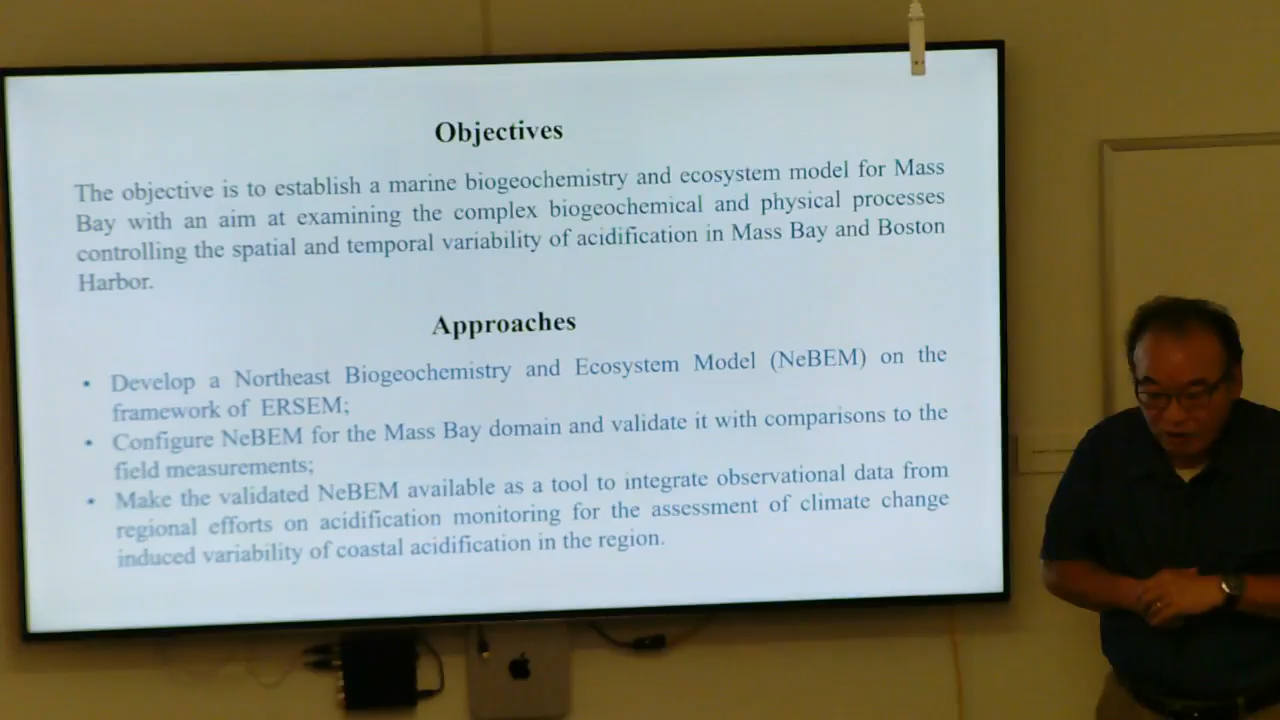 Objectives
The objective is to establish a marine biogeochemistry and ecosystem model for Mass
Bay with an aim at examining the complex biogeochemical and physical processes
controlling the spatial and temporal variability of acidification in Mass Bay and Boston
Harbor.
Approaches
• Develop a Northeast Biogeochemistry and Ecosystem Model (NeBEM) on the
framework of ERSEM;
• Configure NeBEM for the Mass Bay domain and validate it with comparisons to the
field measurements;
• Make the validated NeBEM available as a tool to integrate observational data from
regional efforts on acidification monitoring for the assessment of climate change
induced variability of coastal acidification in the region.